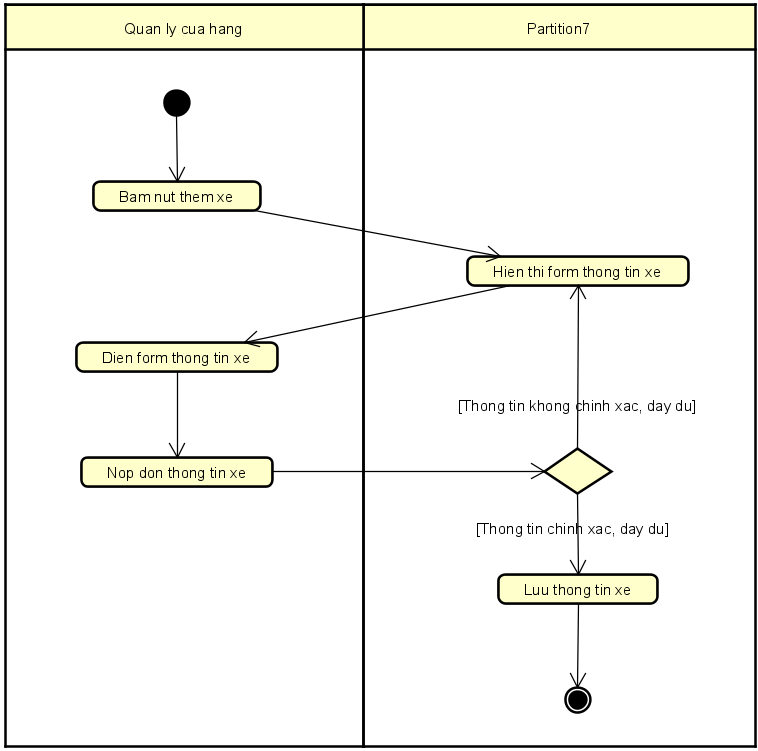 Quan ly cua hang
Partition7
Bam nut them xe
Hien thi form thong tin xe
Dien form thong tin xe
[Thong tin khong chinh xac, day du]
Nop don thong tin xe
[Thong tin chinh xac, day du]
Luu thong tin xe